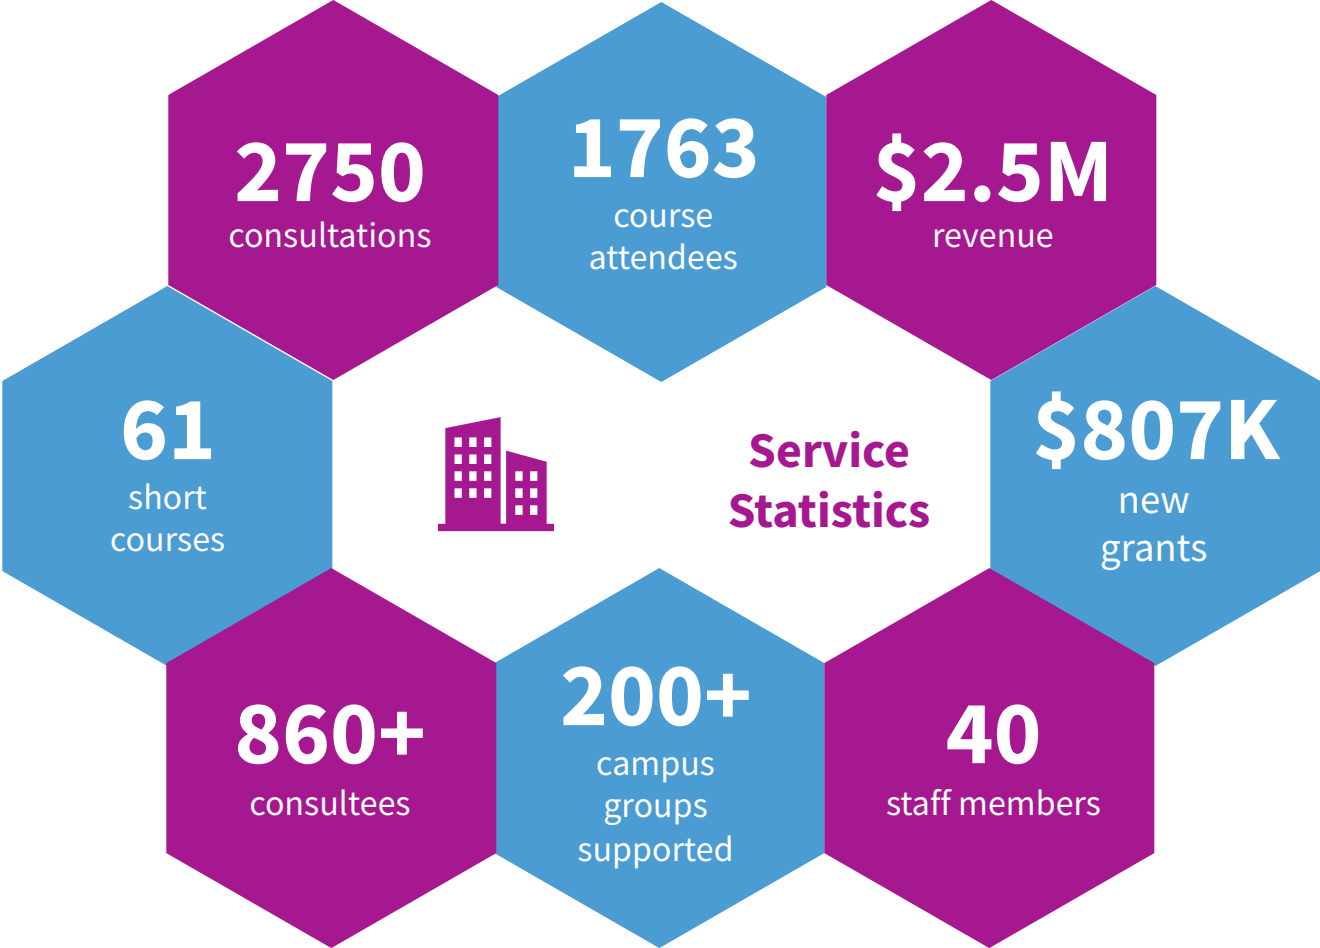 2750
consultations
1763
course
attendees
$2.5M
revenue
61
short
courses
Service
Statistics
$807K
new
grants
860+
consultees
200+
campus
groups
supported
40
staff members